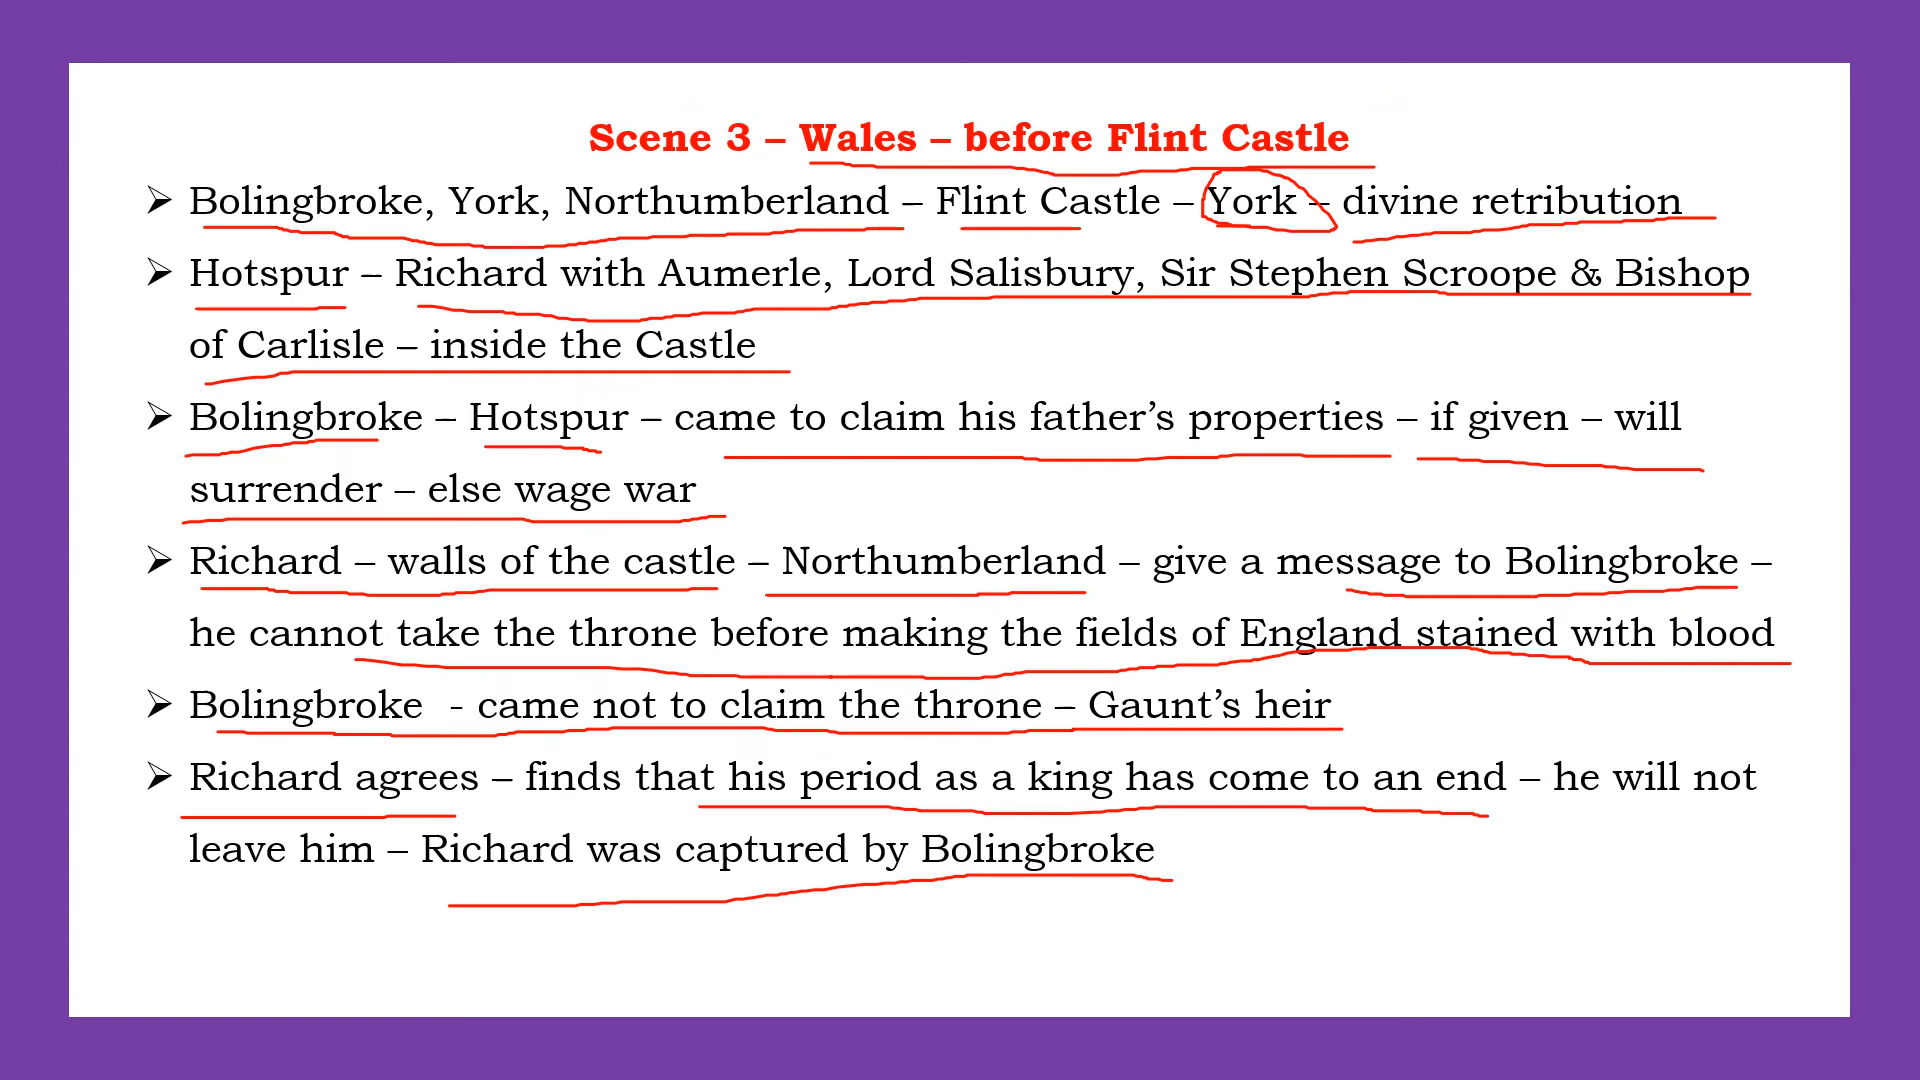 Scene 3 – Wales – before Flint Castle
➢ Bolingbroke, York, Northumberland – Flint Castle – York – divine retribution
➢ Hotspur – Richard with Aumerle, Lord Salisbury, Sir Stephen Scroope & Bishop
of Carlisle – inside the Castle
➢ Bolingbroke – Hotspur – came to claim his father’s properties – if given – will
surrender – else wage war
➢ Richard – walls of the castle – Northumberland – give a message to Bolingbroke –
he cannot take the throne before making the fields of England stained with blood
➢ Bolingbroke - came not to claim the throne – Gaunt’s heir
➢ Richard agrees – finds that his period as a king has come to an end – he will not
leave him – Richard was captured by Bolingbroke